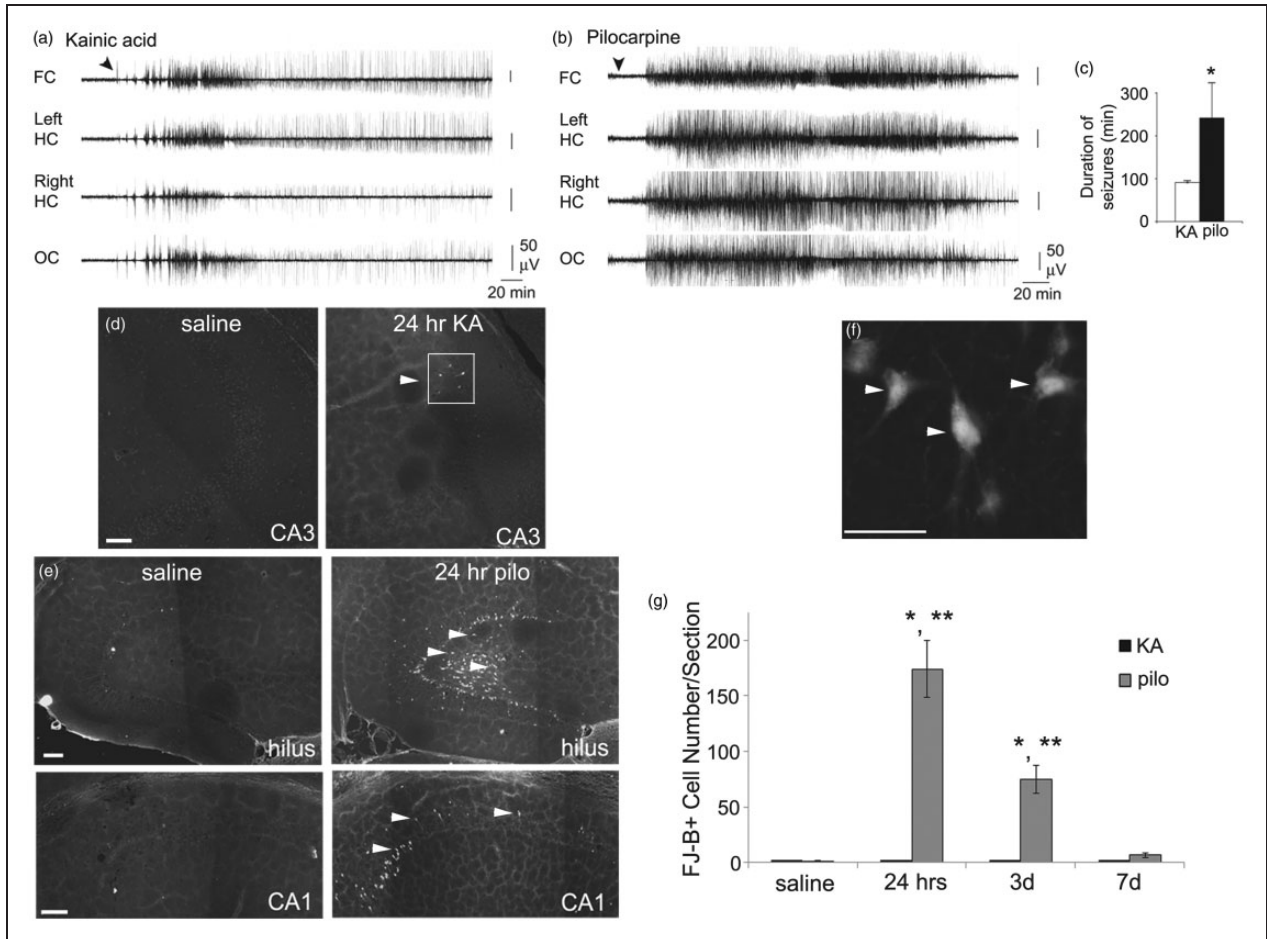 (a) Kainic acid
FC
Left
HC
Right
HC
OC
50
µV
20 min
(b) Pilocarpine
FC
Left
HC
Right
HC
OC
50
µV
20 min
(c)
*
Duration of
seizures (min)
300
200
100
0
KA pilo
(d) saline
CA3
24 hr KA
CA3
(e) saline
hilus
24 hr pilo
hilus
CA1
CA1
(f)
(g)
FJ-B+ Cell Number/Section
200
150
100
50
0
*, **
*, **
KA
pilo
saline 24 hrs 3d 7d